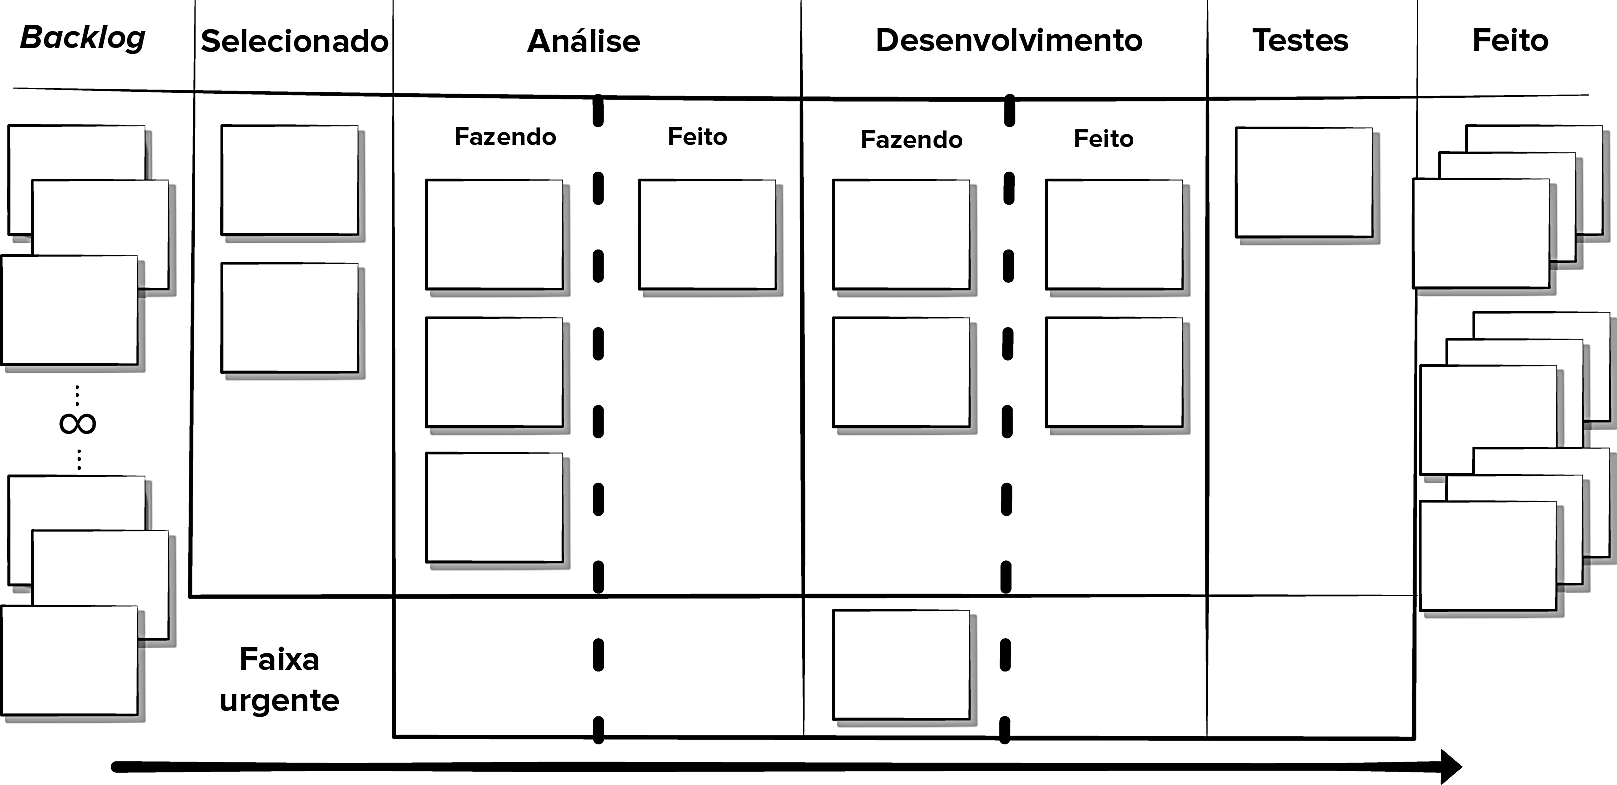 Backlog
Selecionado
Análise
Desenvolvimento
Testes
Feito
Fazendo
Feito
Fazendo
Feito
∞
Faixa
urgente